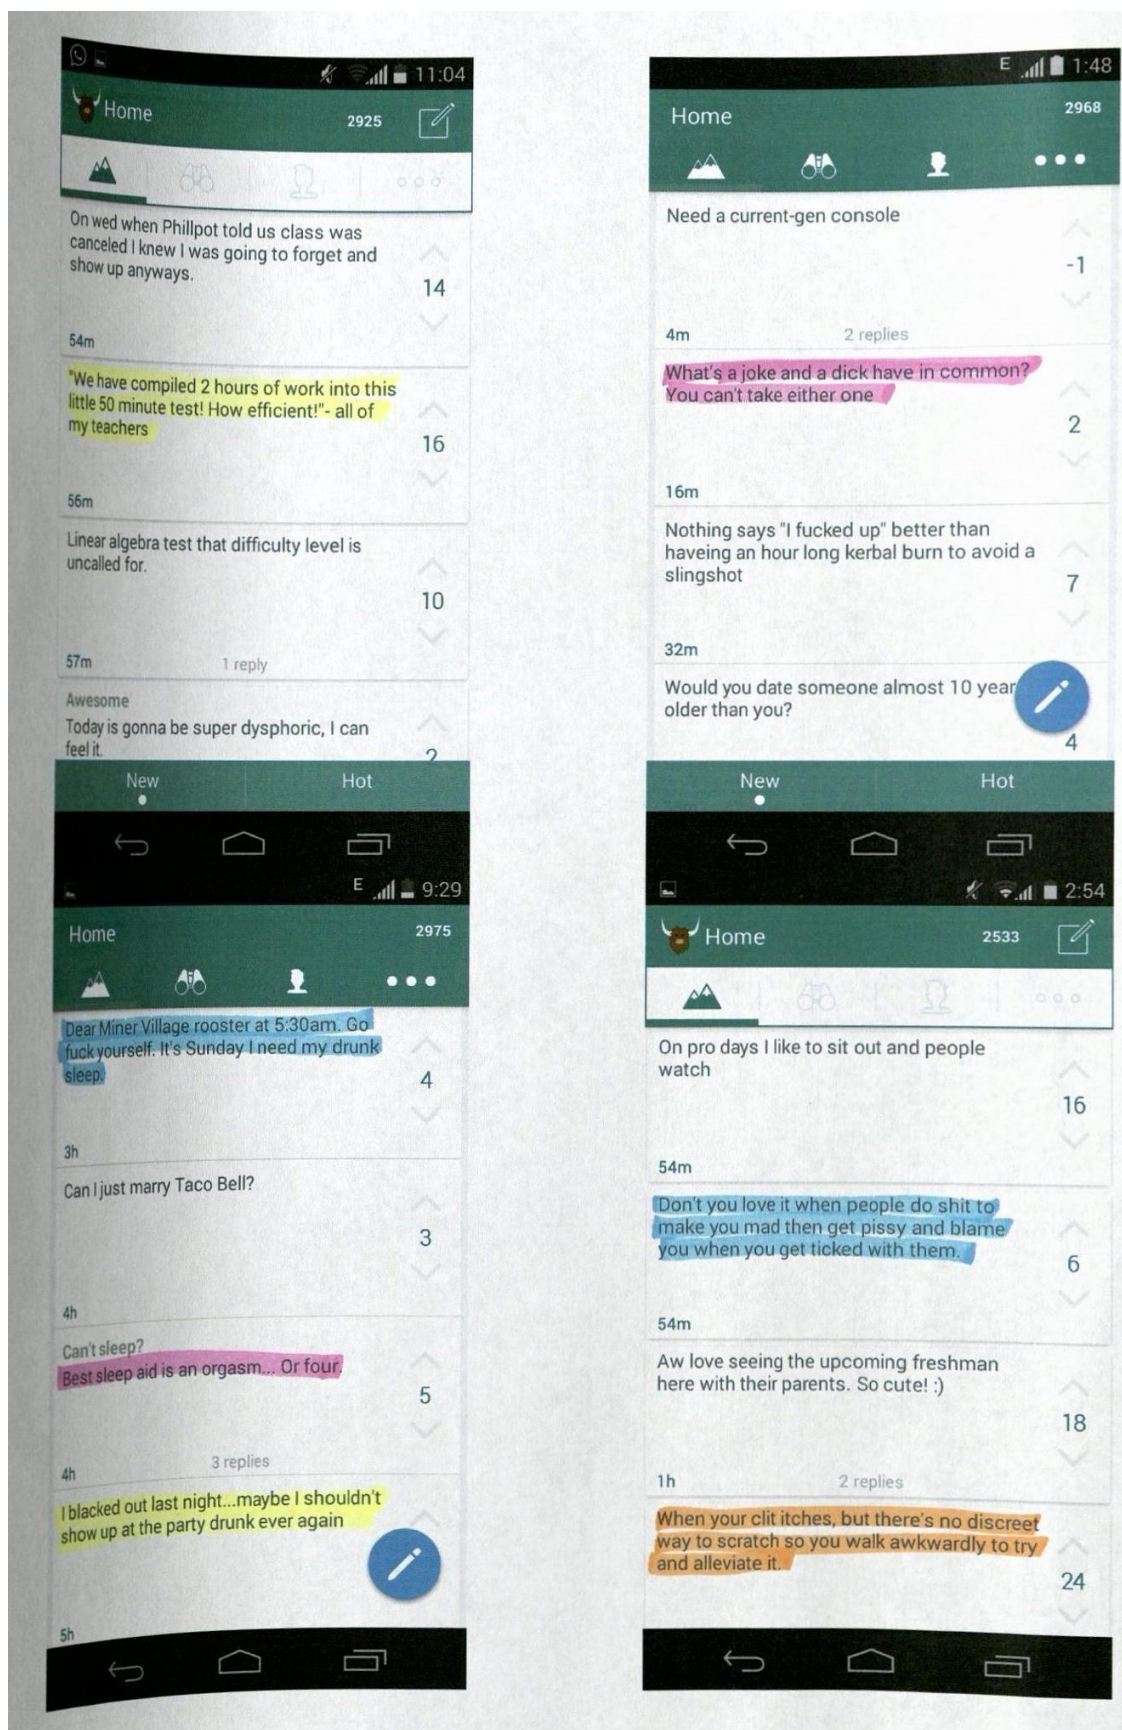 11:04
Home
2925
On wed when Phillpot told us class was
canceled I knew I was going to forget and
show up anyways.
14
54m
"We have compiled 2 hours of work into this
little 50 minute test! How efficient!"- all of
my teachers
16
56m
Linear algebra test that difficulty level is
uncalled for.
10
57m
1 reply
Awesome
Today is gonna be super dysphoric, I can
feel it.
2
New
Hot
E
9:29
Home
2975
Dear Miner Village rooster at 5:30am. Go
fuck yourself. It's Sunday I need my drunk
sleep.
4
3h
Can I just marry Taco Bell?
3
4h
Can't sleep?
Best sleep aid is an orgasm... Or four.
5
4h
3 replies
I blacked out last night...maybe I shouldn't
show up at the party drunk ever again
5h
E
1:48
Home
2968
Need a current-gen console
-1
4m
2 replies
What's a joke and a dick have in common?
You can't take either one
2
16m
Nothing says "I fucked up" better than
haveing an hour long kerbal burn to avoid a
slingshot
7
32m
Would you date someone almost 10 year
older than you?
4
New
Hot
2:54
Home
2533
On pro days I like to sit out and people
watch
16
54m
Don't you love it when people do shit to
make you mad then get pissy and blame
you when you get ticked with them.
6
54m
Aw love seeing the upcoming freshman
here with their parents. So cute! :)
18
1h
2 replies
When your clit itches, but there's no discreet
way to scratch so you walk awkwardly to try
and alleviate it.
24